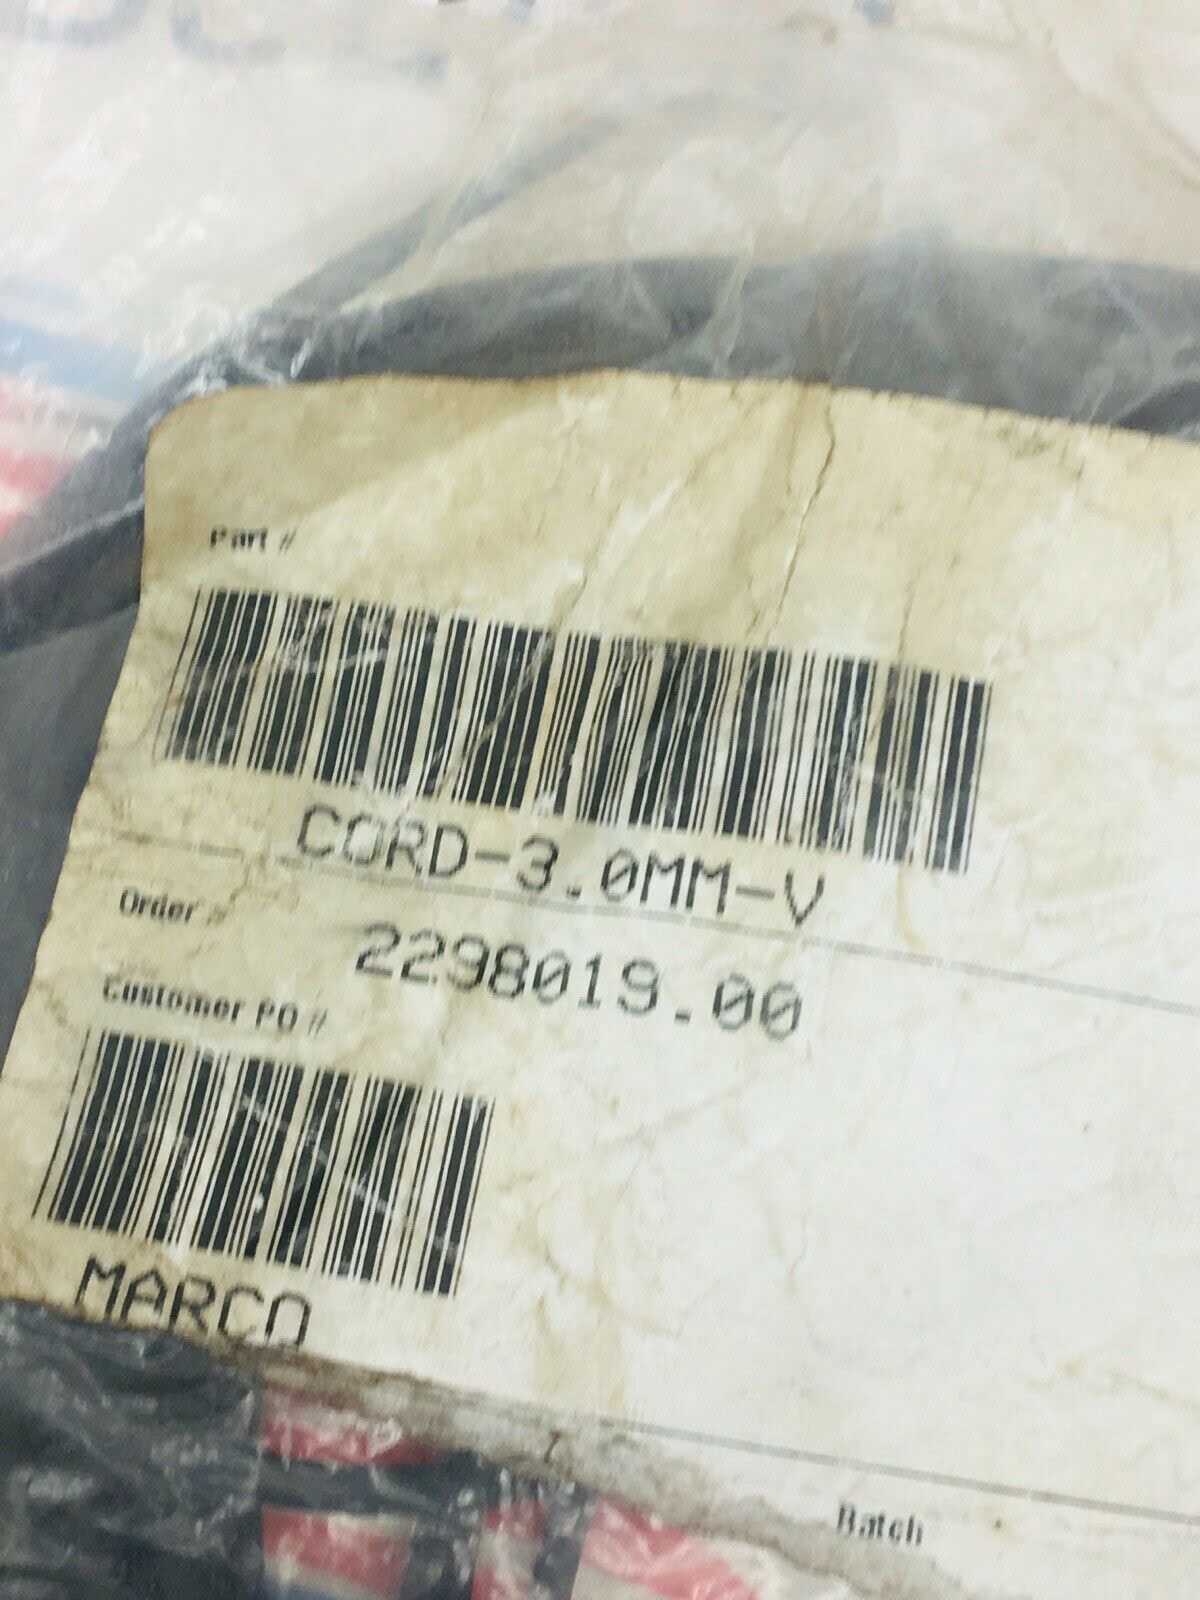 Part #
CORD-3.0MM-V
Order #
2298019.00
Customer PO #
MARCO
Batch